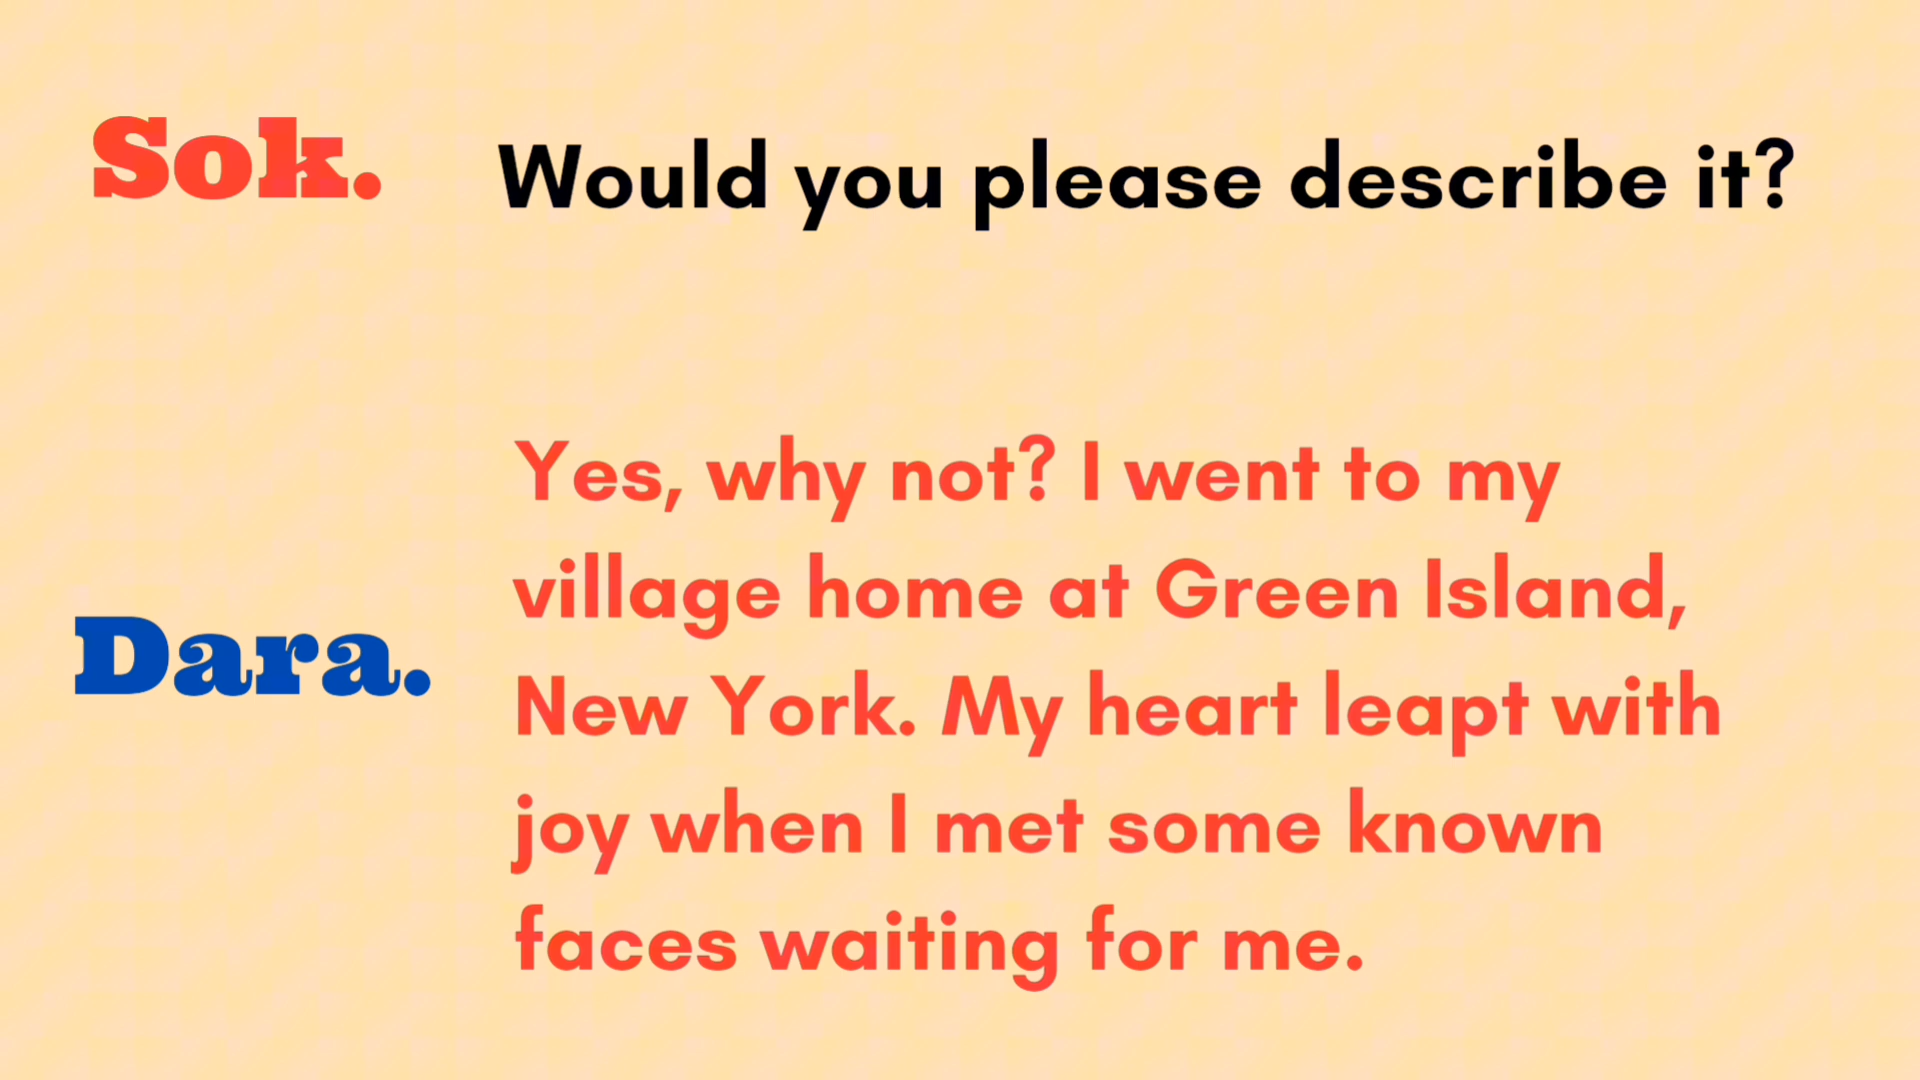 Sok. Would you please describe it?
Yes, why not? I went to my
village home at Green Island,
Dara.
New York. My heart leapt with
joy when I met some known
faces waiting for me.